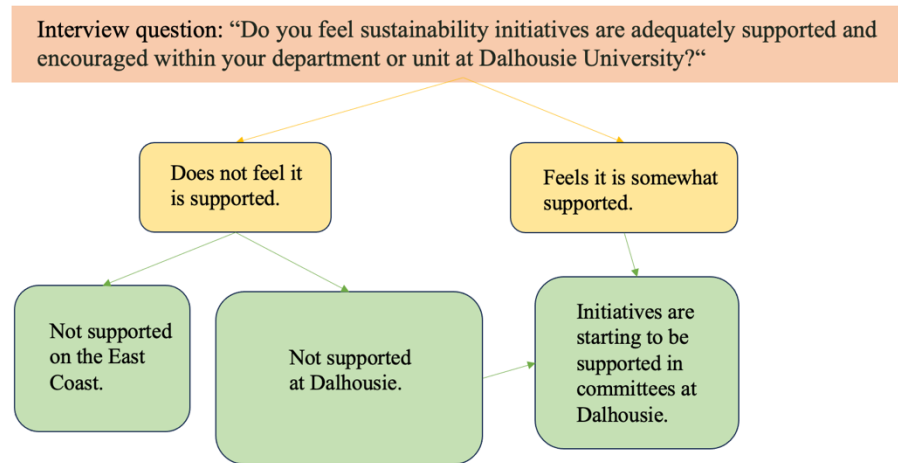 Interview question: “Do you feel sustainability initiatives are adequately supported and
encouraged within your department or unit at Dalhousie University?“
Does not feel it
is supported.
Feels it is somewhat
supported.
Not supported
on the East
Coast.
Not supported
at Dalhousie.
Initiatives are
starting to be
supported in
committees at
Dalhousie.